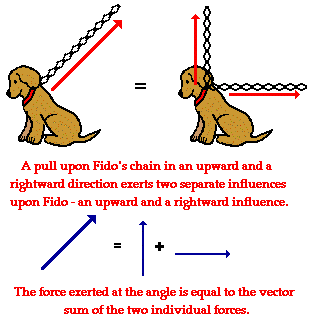 =
A pull upon Fido's chain in an upward and a
rightward direction exerts two separate influences
upon Fido - an upward and a rightward influence.
= +
The force exerted at the angle is equal to the vector
sum of the two individual forces.